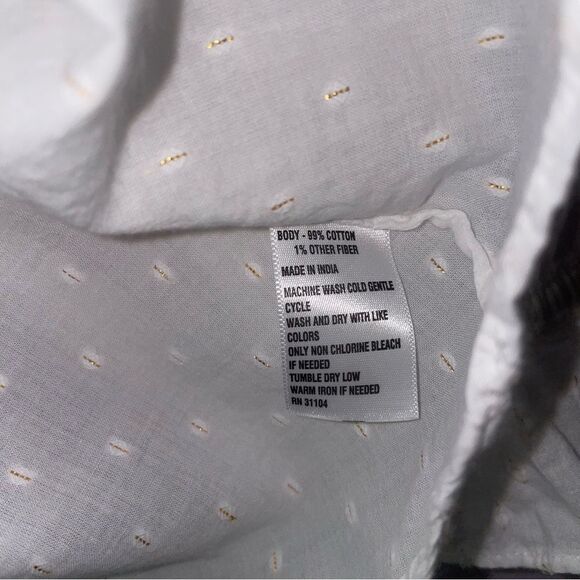 BODY - 99% COTTON
1% OTHER FIBER
MADE IN INDIA
MACHINE WASH COLD GENTLE
CYCLE
WASH AND DRY WITH LIKE
COLORS
ONLY NON CHLORINE BLEACH
IF NEEDED
TUMBLE DRY LOW
WARM IRON IF NEEDED
RN 31104